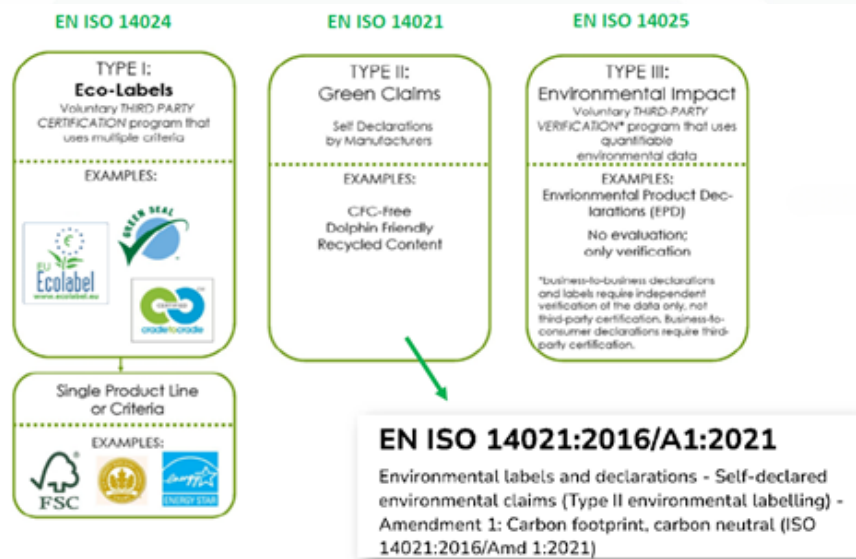 EN ISO 14024
EN ISO 14021
EN ISO 14025
TYPE I:
Eco-Labels
Voluntary THIRD PARTY
CERTIFICATION program that
uses multiple criteria
EXAMPLES:
EU
Ecolabel
www.ecolabel.eu
GREEN SEAL
CERTIFIED
cradletocradle
Single Product Line
or Criteria
EXAMPLES:
FSC
ENERGY STAR
TYPE II:
Green Claims
Self Declarations
by Manufacturers
EXAMPLES:
CFC-Free
Dolphin Friendly
Recycled Content
TYPE III:
Environmental Impact
Voluntary THIRD-PARTY
VERIFICATION* program that uses
quantifiable
environmental data
EXAMPLES:
Envrionmental Product Dec-
larations (EPD)
No evaluation;
only verification
*business-to-business declarations
and labels require independent
verification of the data only, not
third-party certification. Business-to-
consumer declarations require third-
party certification.
EN ISO 14021:2016/A1:2021
Environmental labels and declarations - Self-declared
environmental claims (Type II environmental labelling) -
Amendment 1: Carbon footprint, carbon neutral (ISO
14021:2016/Amd 1:2021)